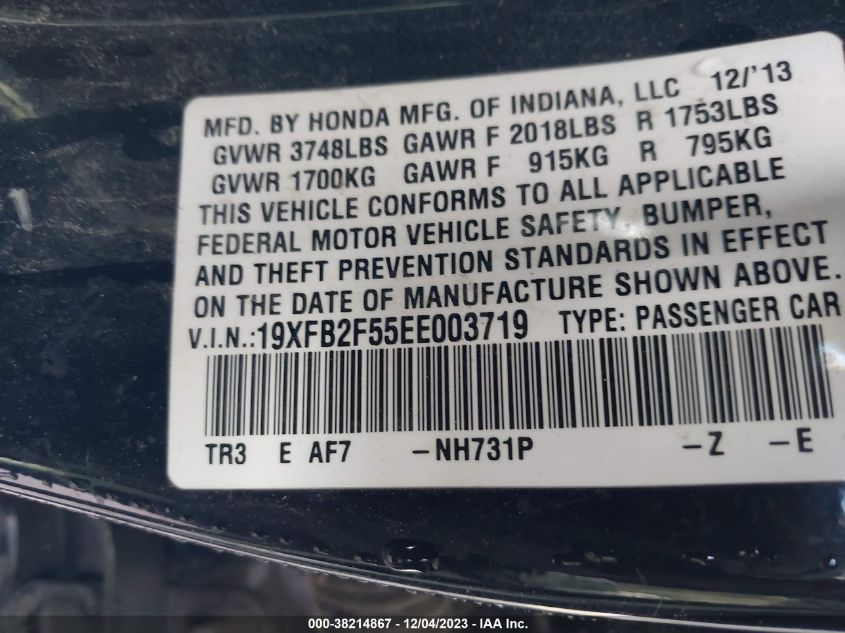 MFD. BY HONDA MFG. OF INDIANA, LLC 12/'13
GVWR 3748LBS GAWR F 2018LBS R 1753LBS
GVWR 1700KG GAWR F 915KG R 795KG
THIS VEHICLE CONFORMS TO ALL APPLICABLE
FEDERAL MOTOR VEHICLE SAFETY, BUMPER,
AND THEFT PREVENTION STANDARDS IN EFFECT
ON THE DATE OF MANUFACTURE SHOWN ABOVE.
V.I.N.:19XFB2F55EE003719 TYPE: PASSENGER CAR
TR3 E AF7 -NH731P -Z -E
000-38214867 - 12/04/2023 - IAAI.COM